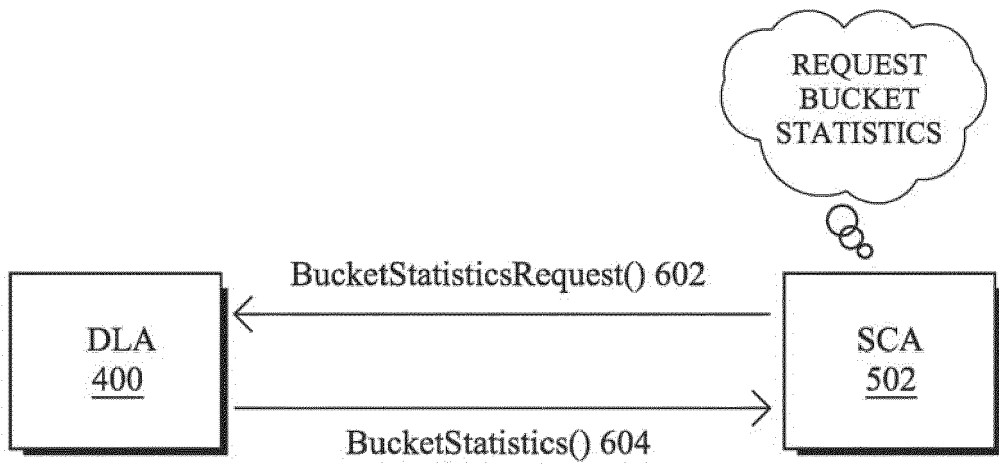 REQUEST
BUCKET
STATISTICS
BucketStatisticsRequest() 602
DLA
400
SCA
502
BucketStatistics() 604